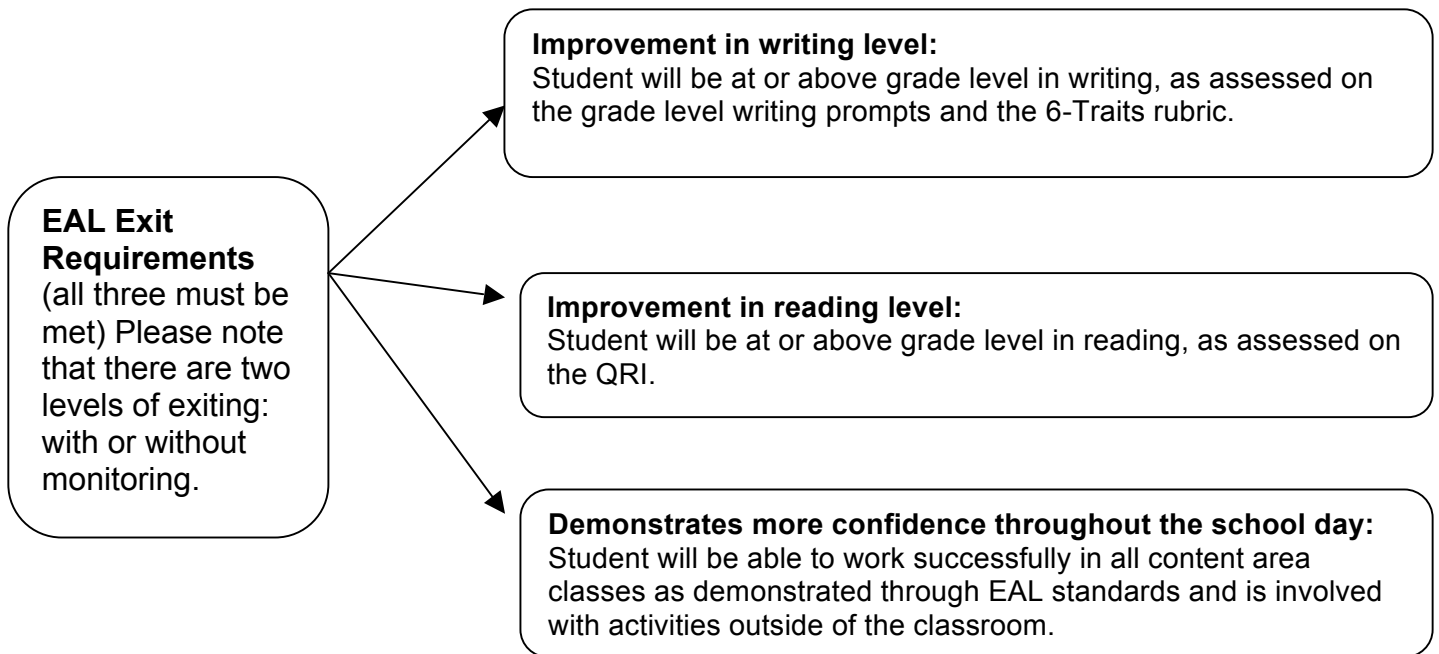 EAL Exit
Requirements
(all three must be
met) Please note
that there are two
levels of exiting:
with or without
monitoring.
Improvement in writing level:
Student will be at or above grade level in writing, as assessed on
the grade level writing prompts and the 6-Traits rubric.
Improvement in reading level:
Student will be at or above grade level in reading, as assessed on
the QRI.
Demonstrates more confidence throughout the school day:
Student will be able to work successfully in all content area
classes as demonstrated through EAL standards and is involved
with activities outside of the classroom.